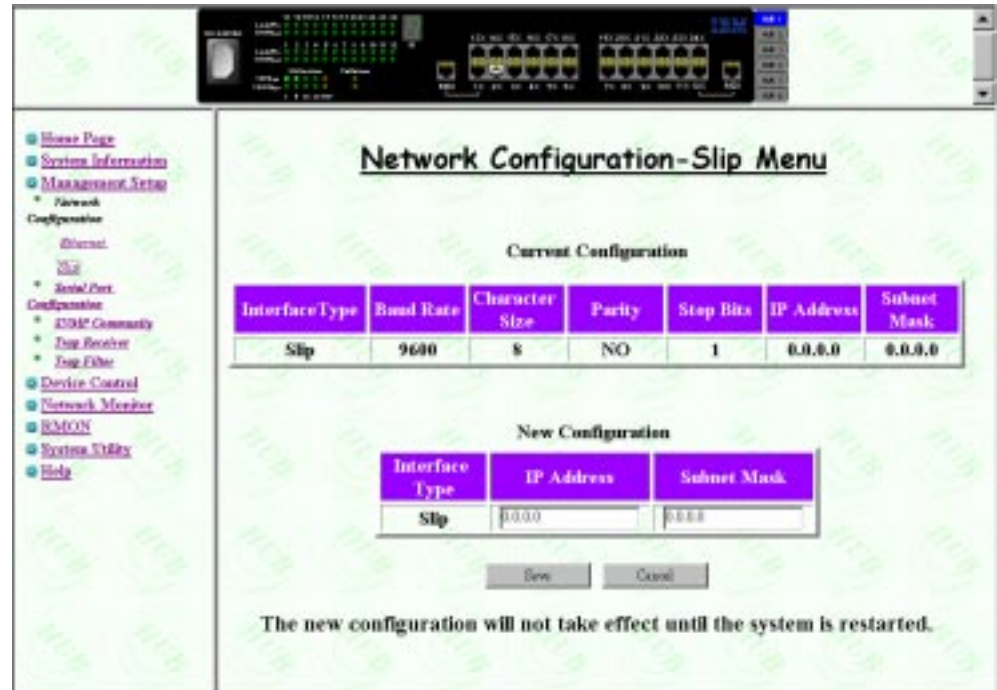 Home Page
System Information
Management Setup
Network
Configuration
Ethernet
Slip
Serial Port
Configuration
SNMP Community
Trap Receiver
Trap Filter
Device Control
Network Monitor
RMON
System Utility
Help
Network Configuration-Slip Menu
Current Configuration
InterfaceType Baud Rate Character Size Parity Stop Bits IP Address Subnet Mask
Slip 9600 8 NO 1 0.0.0.0 0.0.0.0
New Configuration
Interface Type IP Address Subnet Mask
Slip 0.0.0.0 0.0.0.0
Save Cancel
The new configuration will not take effect until the system is restarted.